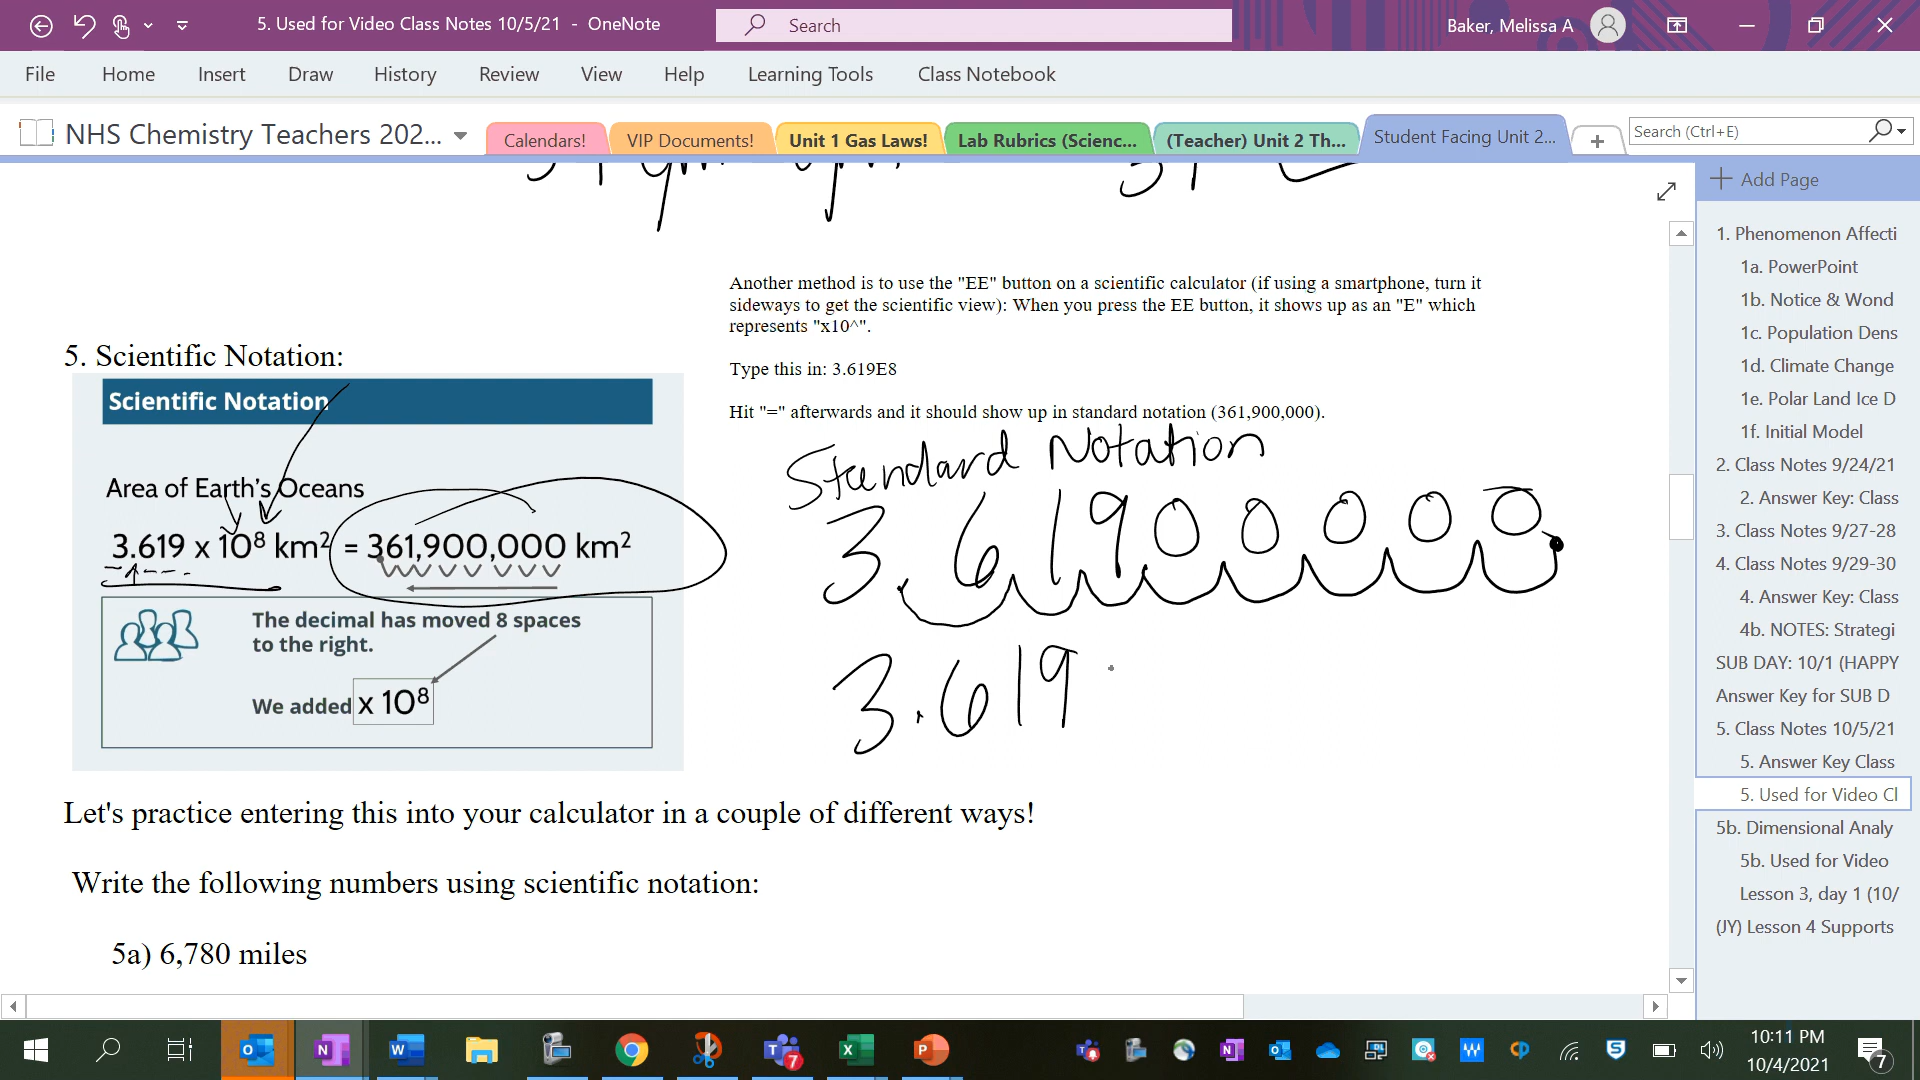 5. Used for Video Class Notes 10/5/21 - OneNote
Search
Baker, Melissa A
File Home Insert Draw History Review View Help Learning Tools Class Notebook
NHS Chemistry Teachers 202...
Calendars!
VIP Documents!
Unit 1 Gas Laws!
Lab Rubrics (Scienc...
(Teacher) Unit 2 Th...
Student Facing Unit 2...
Search (Ctrl+E)
Another method is to use the "EE" button on a scientific calculator (if using a smartphone, turn it
sideways to get the scientific view): When you press the EE button, it shows up as an "E" which
represents "x10^".
Type this in: 3.619E8
Hit "=" afterwards and it should show up in standard notation (361,900,000).
5. Scientific Notation:
Scientific Notation
Area of Earth's Oceans
3.619 x 10⁸ km² = 361,900,000 km²
The decimal has moved 8 spaces
to the right.
We added x 10⁸
Standard Notation
3.61900000.
3.619
Let's practice entering this into your calculator in a couple of different ways!
Write the following numbers using scientific notation:
5a) 6,780 miles
Add Page
1. Phenomenon Affecti
1a. PowerPoint
1b. Notice & Wond
1c. Population Dens
1d. Climate Change
1e. Polar Land Ice D
1f. Initial Model
2. Class Notes 9/24/21
2. Answer Key: Class
3. Class Notes 9/27-28
4. Class Notes 9/29-30
4. Answer Key: Class
4b. NOTES: Strategi
SUB DAY: 10/1 (HAPPY
Answer Key for SUB D
5. Class Notes 10/5/21
5. Answer Key Class
5. Used for Video Cl
5b. Dimensional Analy
5b. Used for Video
Lesson 3, day 1 (10/
(JY) Lesson 4 Supports
7
10:11 PM
10/4/2021
7